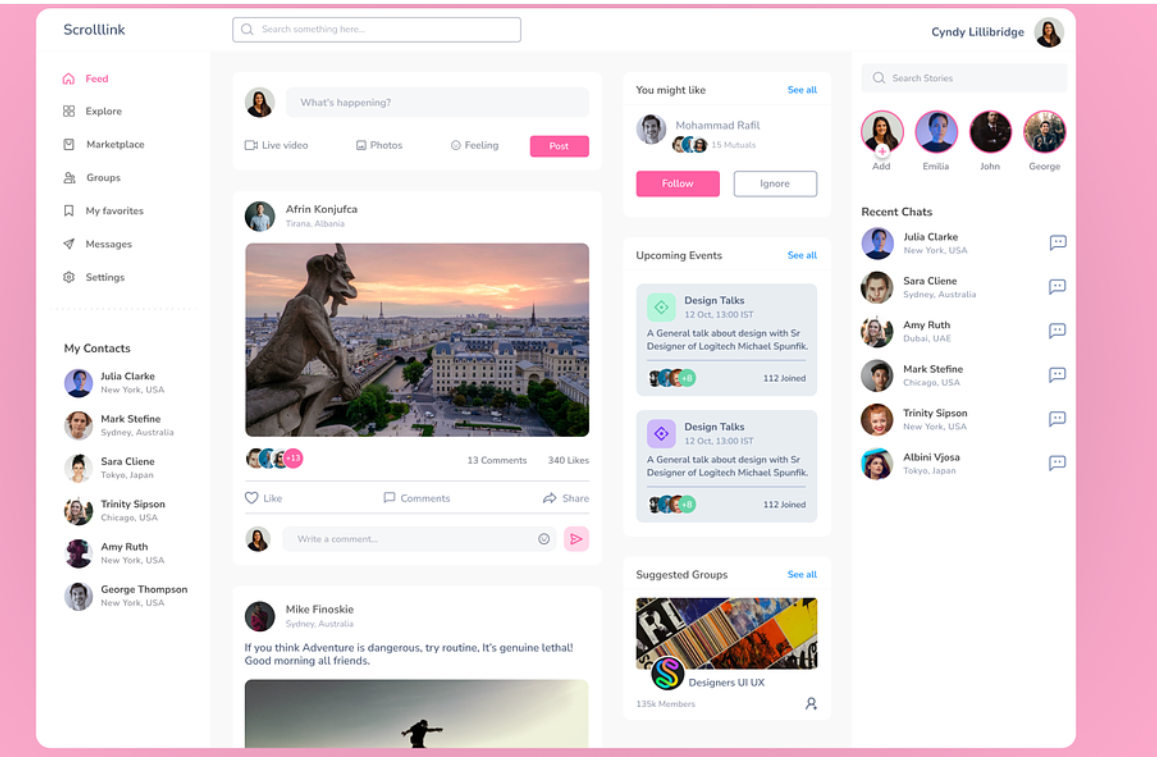 Scrolllink
Search something here...
Cyndy Lillibridge
Feed
Explore
Marketplace
Groups
My favorites
Messages
Settings
My Contacts
Julia Clarke
New York, USA
Mark Stefine
Sydney, Australia
Sara Cliene
Tokyo, Japan
Trinity Sipson
Chicago, USA
Amy Ruth
New York, USA
George Thompson
New York, USA
What's happening?
Live video
Photos
Feeling
Post
Afrin Konjufca
Tirana, Albania
+13
13 Comments
340 Likes
Like
Comments
Share
Write a comment...
Mike Finoskie
Sydney, Australia
If you think Adventure is dangerous, try routine, It's genuine lethal!
Good morning all friends.
You might like
See all
Mohammad Rafil
15 Mutuals
Follow
Ignore
Upcoming Events
See all
Design Talks
12 Oct, 13:00 IST
A General talk about design with Sr
Designer of Logitech Michael Spunfik.
+8
112 Joined
Design Talks
12 Oct, 13:00 IST
A General talk about design with Sr
Designer of Logitech Michael Spunfik.
+8
112 Joined
Suggested Groups
See all
Designers UI UX
135k Members
Search Stories
Add
Emilia
John
George
Recent Chats
Julia Clarke
New York, USA
Sara Cliene
Sydney, Australia
Amy Ruth
Dubai, UAE
Mark Stefine
Chicago, USA
Trinity Sipson
New York, USA
Albini Vjosa
Tokyo, Japan